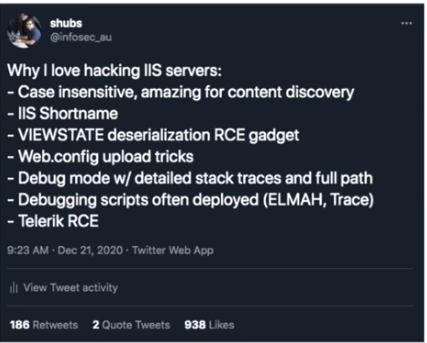 shubs
@infosec_au
Why I love hacking IIS servers:
- Case insensitive, amazing for content discovery
- IIS Shortname
- VIEWSTATE deserialization RCE gadget
- Web.config upload tricks
- Debug mode w/ detailed stack traces and full path
- Debugging scripts often deployed (ELMAH, Trace)
- Telerik RCE
9:23 AM · Dec 21, 2020 · Twitter Web App
View Tweet activity
186 Retweets 2 Quote Tweets 938 Likes